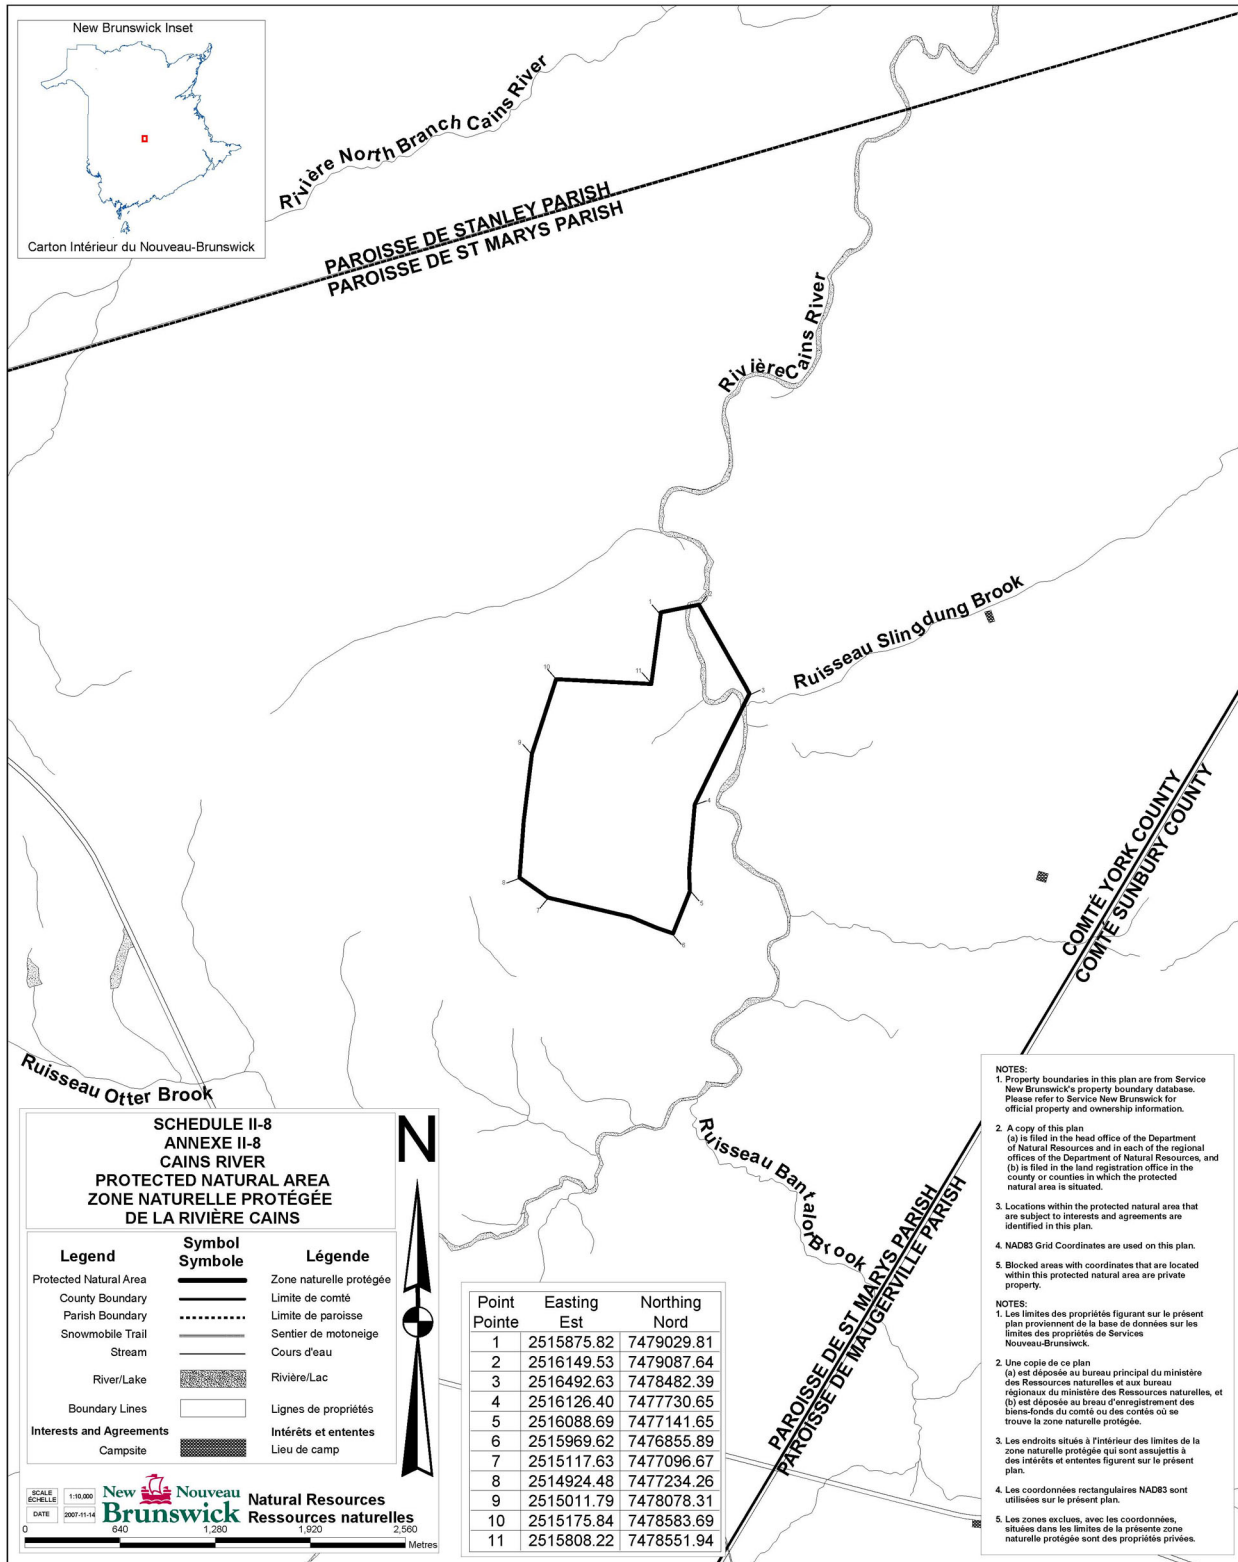 New Brunswick Inset
Carton Intérieur du Nouveau-Brunswick
Rivière North Branch Cains River
PAROISSE DE STANLEY PARISH
PAROISSE DE ST MARYS PARISH
Rivière Cains River
Ruisseau Slingdung Brook
1
2
3
4
5
6
7
8
9
10
11
COMTÉ YORK COUNTY
COMTÉ SUNBURY COUNTY
Ruisseau Otter Brook
Ruisseau Bantalor Brook
PAROISSE DE ST MARYS PARISH
PAROISSE DE MAUGERVILLE PARISH
SCHEDULE II-8
ANNEXE II-8
CAINS RIVER
PROTECTED NATURAL AREA
ZONE NATURELLE PROTÉGÉE
DE LA RIVIÈRE CAINS
N
Legend Symbol Symbole Légende
Protected Natural Area Zone naturelle protégée
County Boundary Limite de comté
Parish Boundary Limite de paroisse
Snowmobile Trail Sentier de motoneige
Stream Cours d'eau
River/Lake Rivière/Lac
Boundary Lines Lignes de propriétés
Interests and Agreements Intérêts et ententes
Campsite Lieu de camp
SCALE ÉCHELLE 1:10,000
DATE 2007-11-14
New Nouveau
Brunswick
Natural Resources
Ressources naturelles
0 640 1,280 1,920 2,560
Metres
Point Easting Northing
Pointe Est Nord
1 2515875.82 7479029.81
2 2516149.53 7479087.64
3 2516492.63 7478482.39
4 2516126.40 7477730.65
5 2516088.69 7477141.65
6 2515969.62 7476855.89
7 2515117.63 7477096.67
8 2514924.48 7477234.26
9 2515011.79 7478078.31
10 2515175.84 7478583.69
11 2515808.22 7478551.94
NOTES:
1. Property boundaries in this plan are from Service
New Brunswick's property boundary database.
Please refer to Service New Brunswick for
official property and ownership information.
2. A copy of this plan
(a) is filed in the head office of the Department
of Natural Resources and in each of the regional
offices of the Department of Natural Resources, and
(b) is filed in the land registration office in the
county or counties in which the protected
natural area is situated.
3. Locations within the protected natural area that
are subject to interests and agreements are
identified in this plan.
4. NAD83 Grid Coordinates are used on this plan.
5. Blocked areas with coordinates that are located
within this protected natural area are private
property.
NOTES:
1. Les limites des propriétés figurant sur le présent
plan proviennent de la base de données sur les
limites des propriétés de Services
Nouveau-Brunsiwck.
2. Une copie de ce plan
(a) est déposée au bureau principal du ministère
des Ressources naturelles et aux bureau
régionaux du ministère des Ressources naturelles, et
(b) est déposée au breau d'enregistrement des
biens-fonds du comté ou des contés où se
trouve la zone naturelle protégée.
3. Les endroits situés à l'intérieur des limites de la
zone naturelle protégée qui sont assujettis à
des intérêts et ententes figurent sur le présent
plan.
4. Les coordonnées rectangulaires NAD83 sont
utilisées sur le présent plan.
5. Les zones exclues, avec les coordonnées,
situées dans les limites de la présente zone
naturelle protégée sont des propriétés privées.